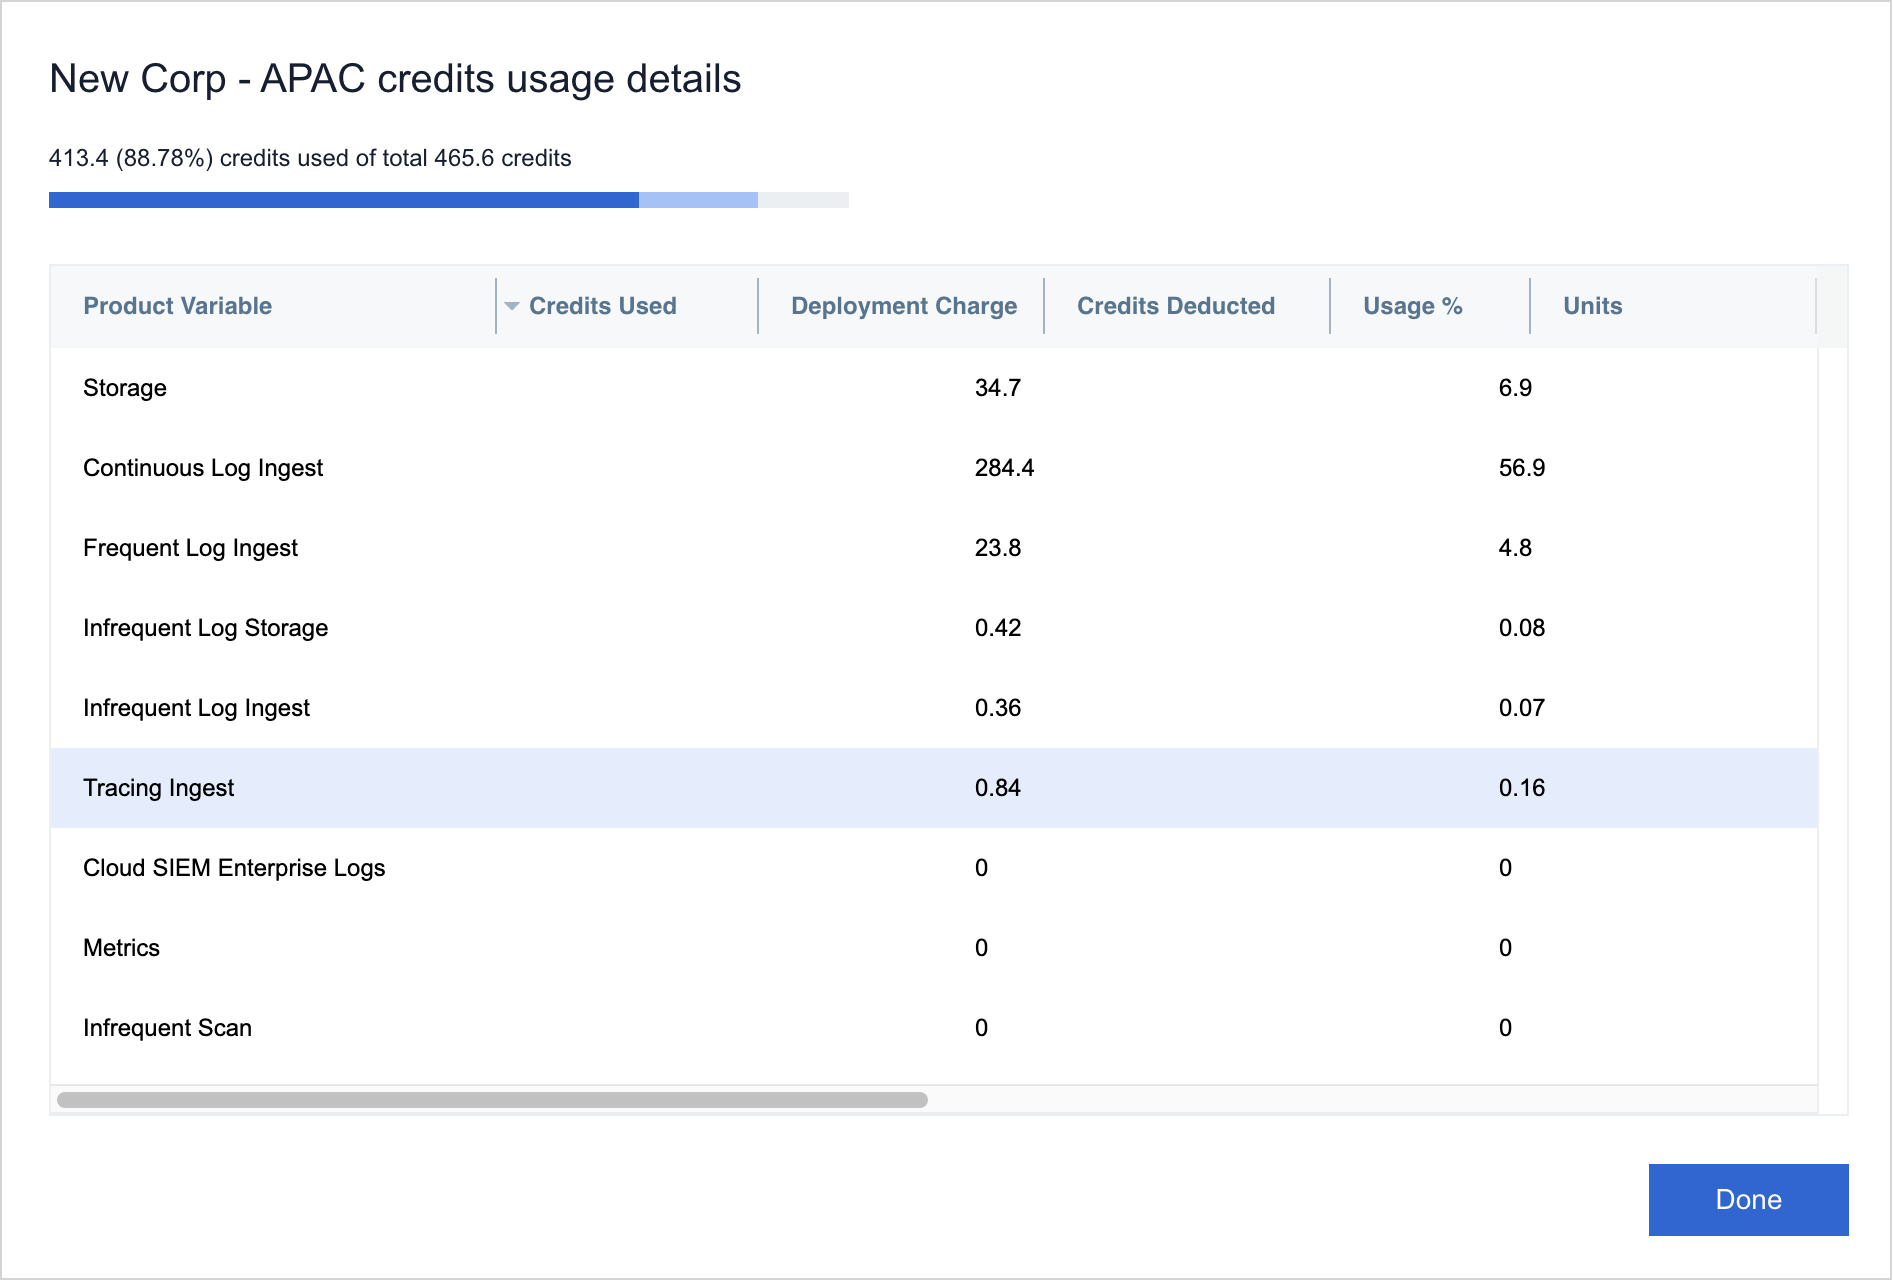 New Corp - APAC credits usage details
413.4 (88.78%) credits used of total 465.6 credits
Product Variable Credits Used Deployment Charge Credits Deducted Usage % Units
Storage 34.7 6.9
Continuous Log Ingest 284.4 56.9
Frequent Log Ingest 23.8 4.8
Infrequent Log Storage 0.42 0.08
Infrequent Log Ingest 0.36 0.07
Tracing Ingest 0.84 0.16
Cloud SIEM Enterprise Logs 0 0
Metrics 0 0
Infrequent Scan 0 0
Done